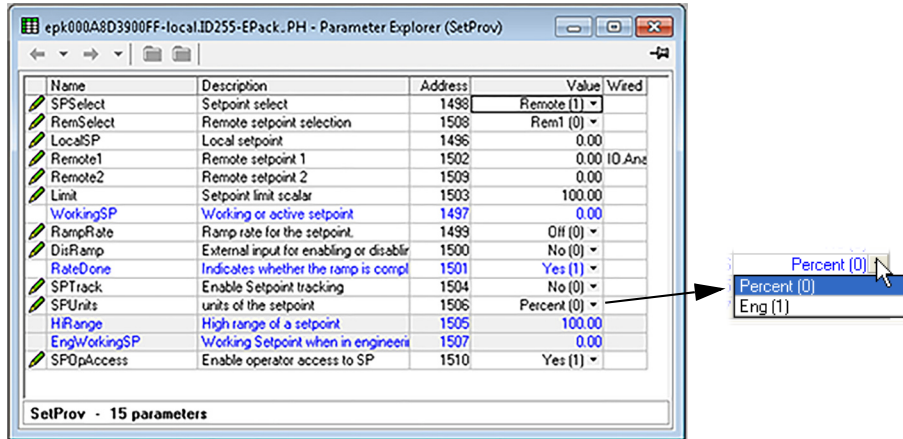 epk000A8D3900FF-local.ID255-EPack_PH - Parameter Explorer (SetProv)
Name Description Address Value Wired
SPSelect Setpoint select 1498 Remote (1)
RemSelect Remote setpoint selection 1508 Rem1 (0)
LocalSP Local setpoint 1496 0.00
Remote1 Remote setpoint 1 1502 0.00 IO.Ana
Remote2 Remote setpoint 2 1509 0.00
Limit Setpoint limit scalar 1503 100.00
WorkingSP Working or active setpoint 1497 0.00
RampRate Ramp rate for the setpoint. 1499 Off (0)
DisRamp External input for enabling or disablin 1500 No (0)
RateDone Indicates whether the ramp is compl 1501 Yes (1)
SPTrack Enable Setpoint tracking 1504 No (0)
SPUnits units of the setpoint 1506 Percent (0)
HiRange High range of a setpoint 1505 100.00
EngWorkingSP Working Setpoint when in engineeri 1507 0.00
SPOpAccess Enable operator access to SP 1510 Yes (1)
SetProv - 15 parameters
Percent (0)
Percent (0)
Eng (1)